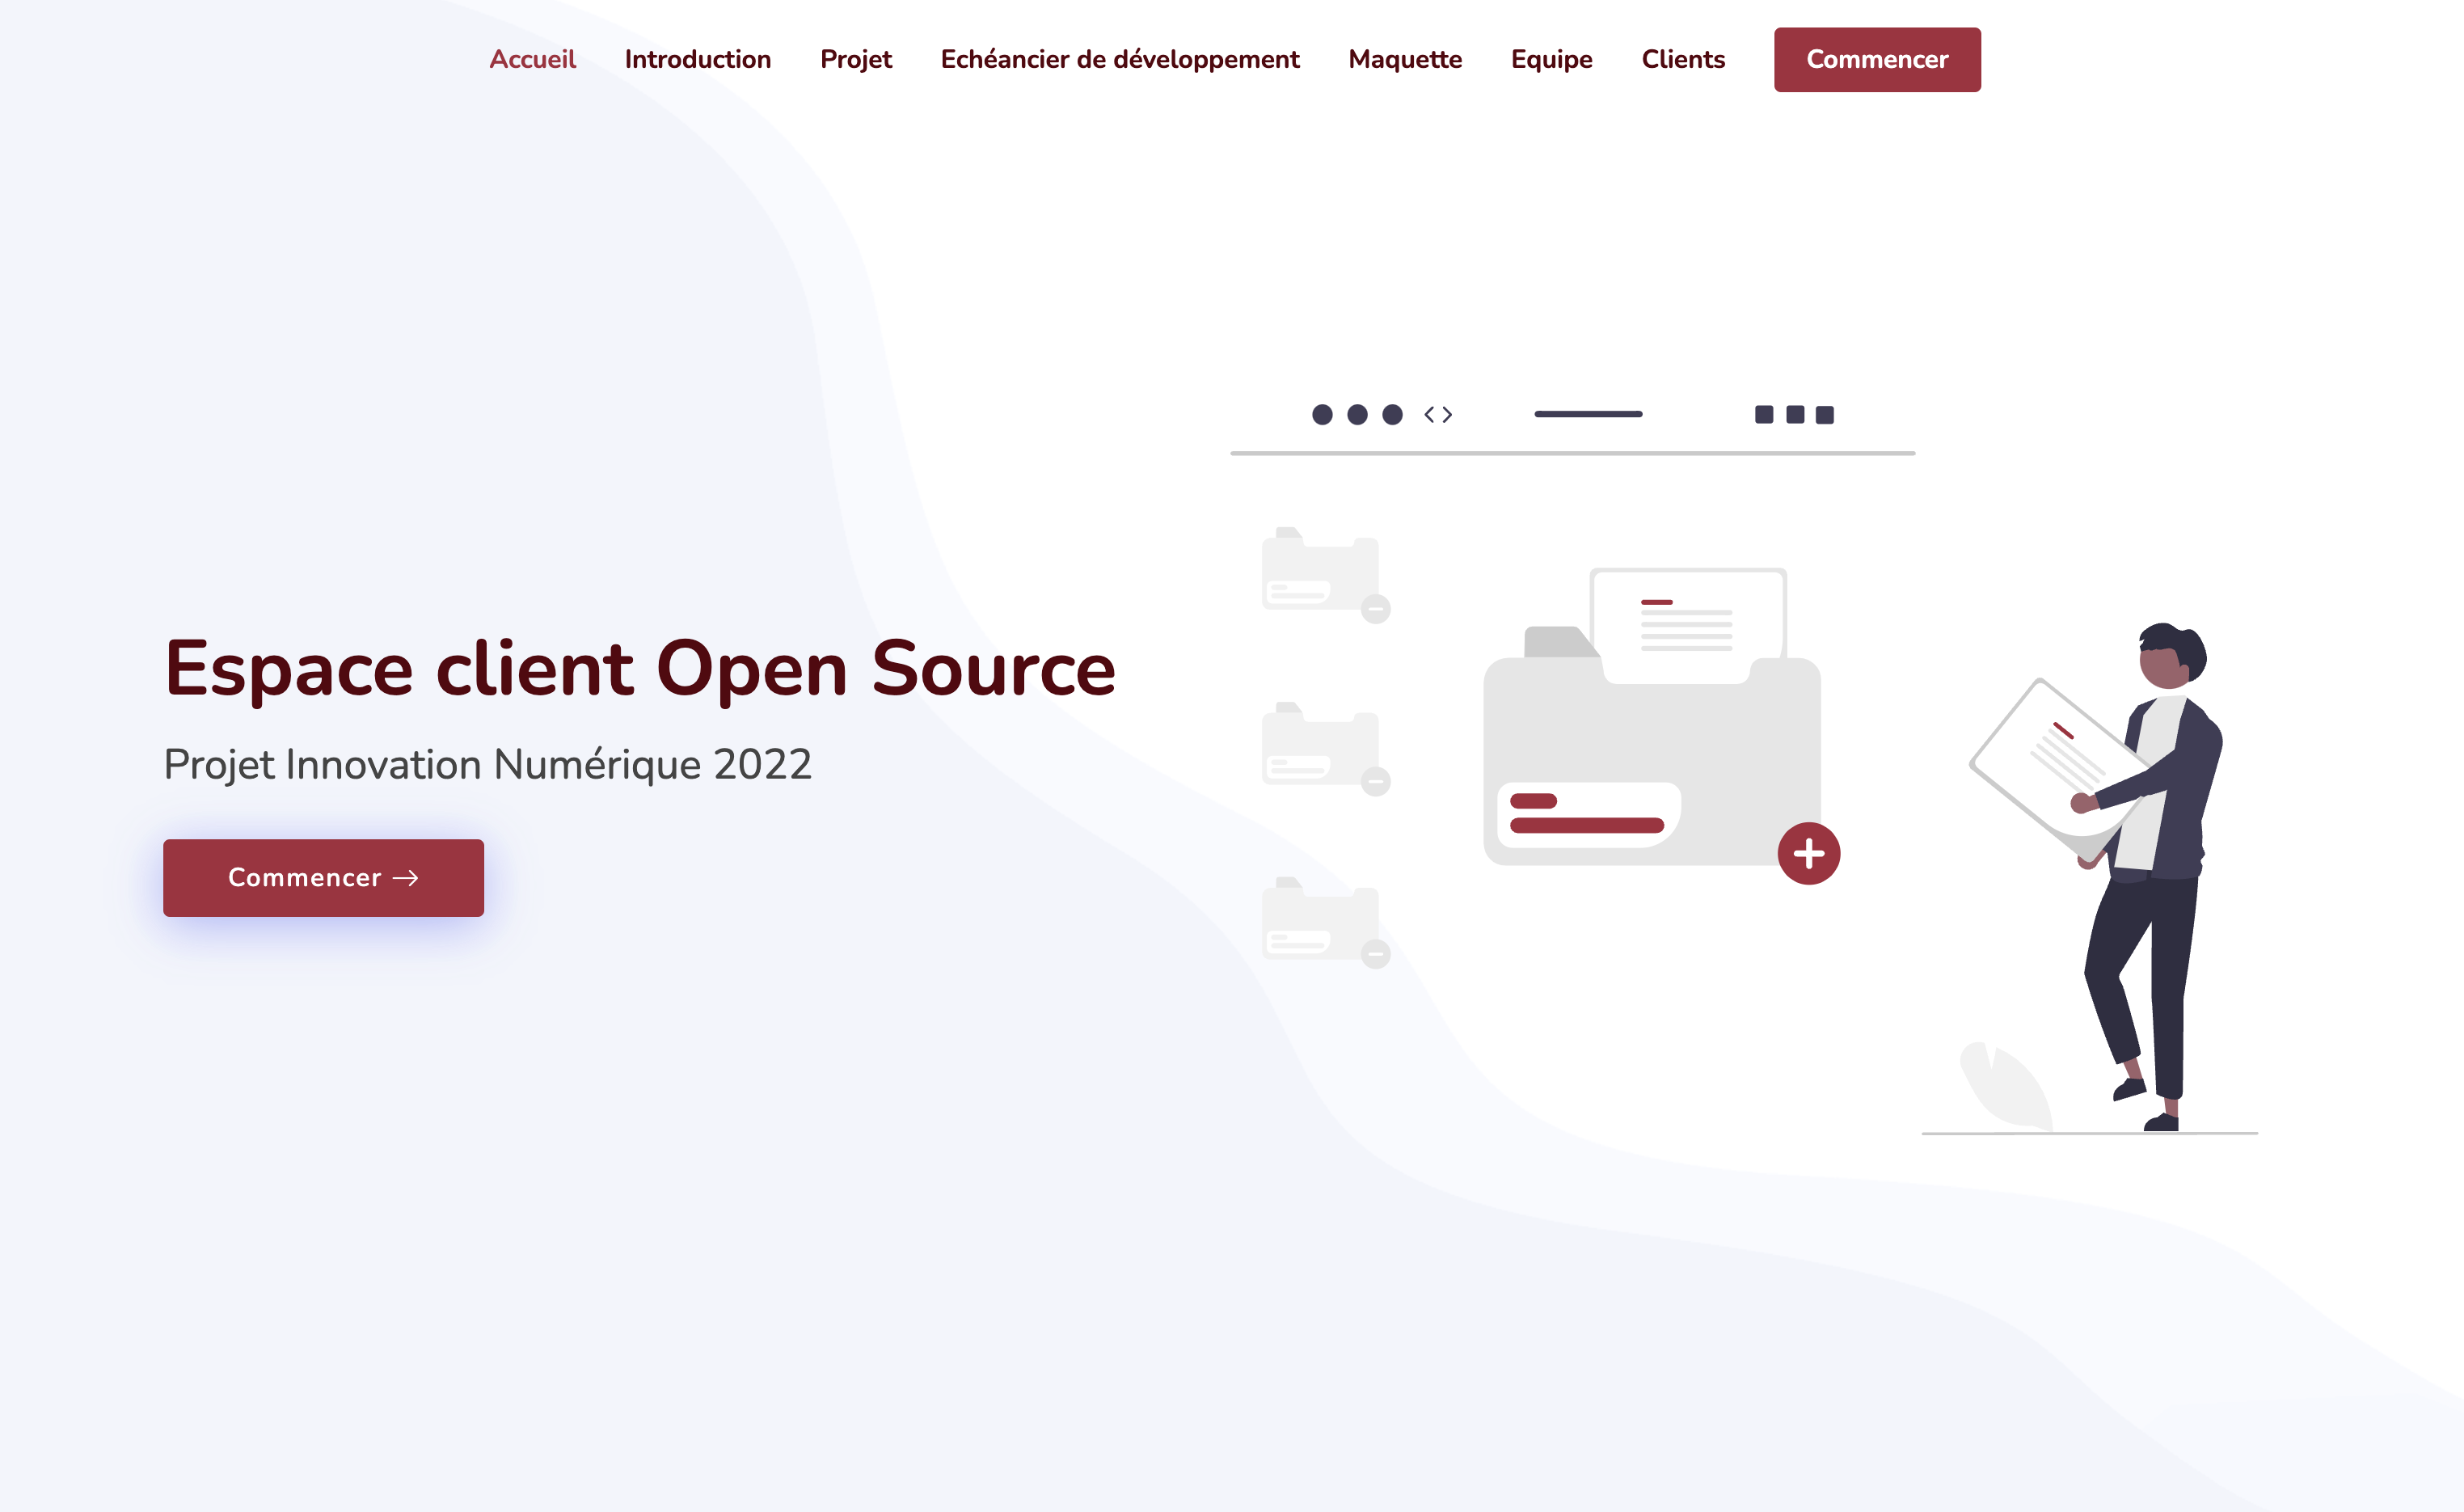 Accueil Introduction Projet Echéancier de développement Maquette Equipe Clients Commencer
Espace client Open Source
Projet Innovation Numérique 2022
Commencer →